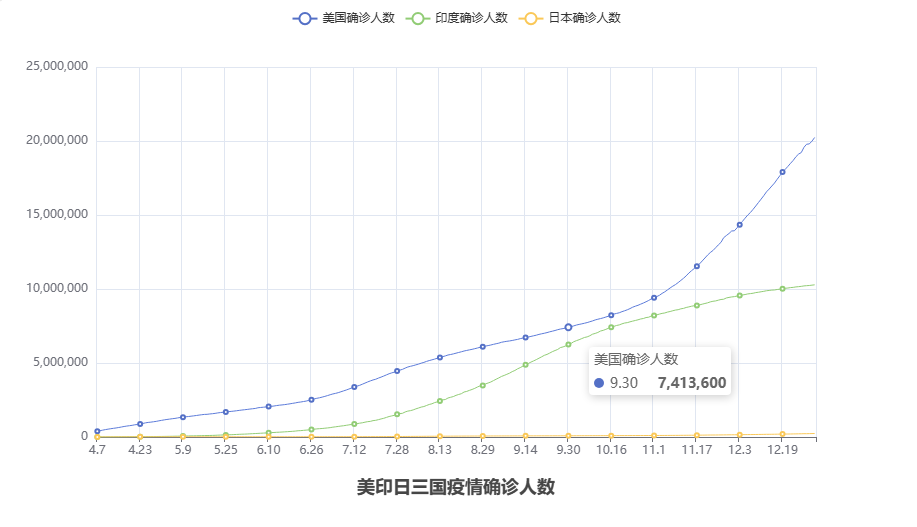 美国确诊人数 印度确诊人数 日本确诊人数
25,000,000
20,000,000
15,000,000
10,000,000
5,000,000
0
美国确诊人数
9.30 7,413,600
4.7 4.23 5.9 5.25 6.10 6.26 7.12 7.28 8.13 8.29 9.14 9.30 10.16 11.1 11.17 12.3 12.19
美印日三国疫情确诊人数